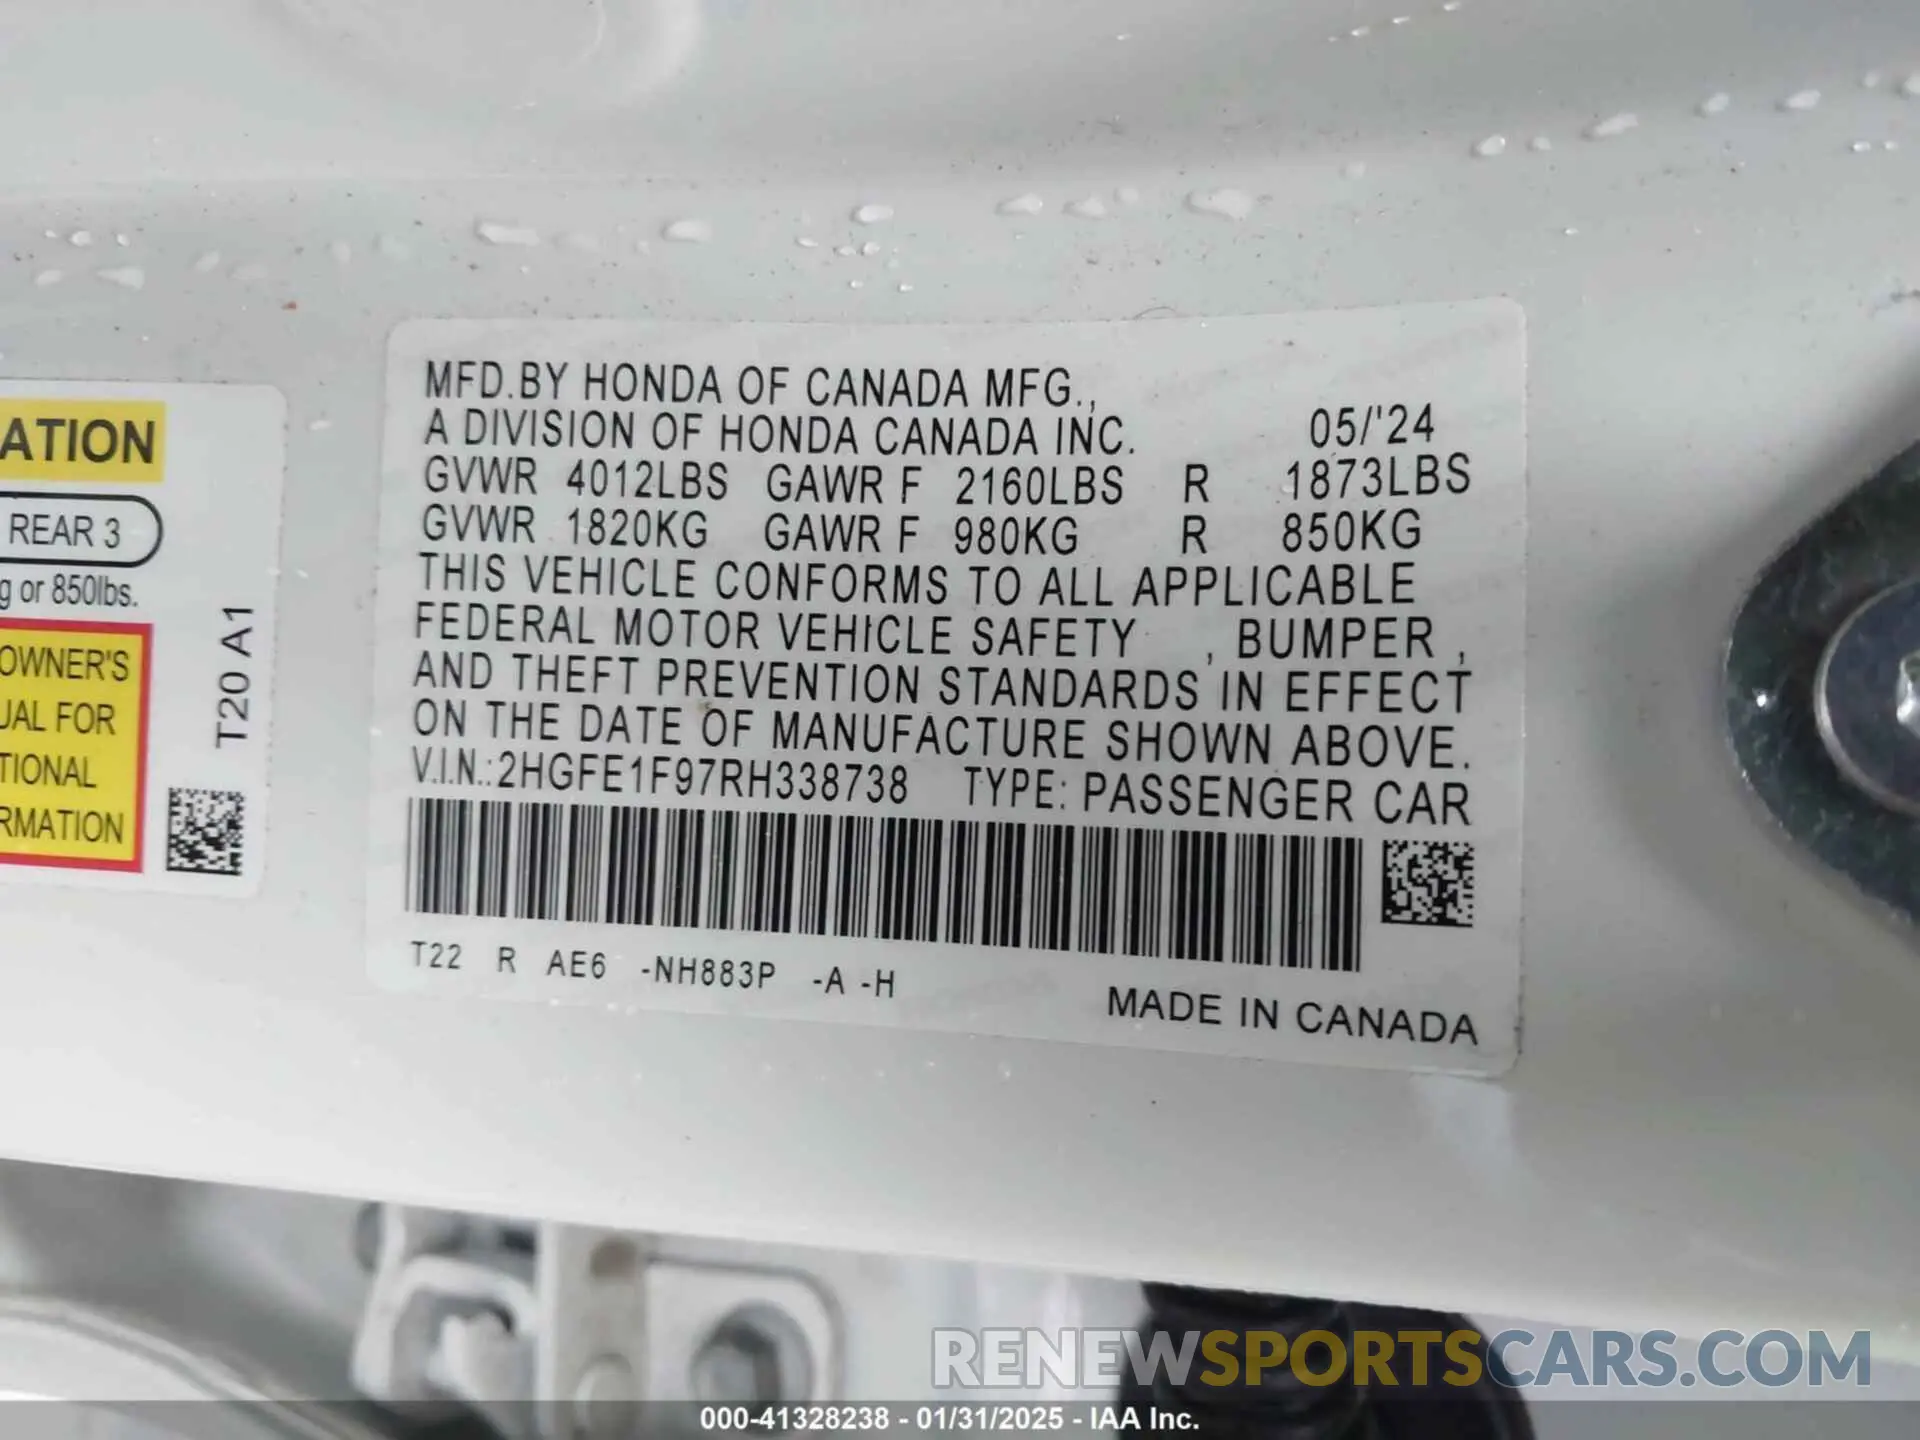 ATION
REAR 3
g or 850lbs.
OWNER'S
UAL FOR
TIONAL
RMATION
T20 A1
MFD.BY HONDA OF CANADA MFG.,
A DIVISION OF HONDA CANADA INC. 05/'24
GVWR 4012LBS GAWR F 2160LBS R 1873LBS
GVWR 1820KG GAWR F 980KG R 850KG
THIS VEHICLE CONFORMS TO ALL APPLICABLE
FEDERAL MOTOR VEHICLE SAFETY , BUMPER ,
AND THEFT PREVENTION STANDARDS IN EFFECT
ON THE DATE OF MANUFACTURE SHOWN ABOVE.
V.I.N.:2HGFE1F97RH338738 TYPE: PASSENGER CAR
T22 R AE6 -NH883P -A -H
MADE IN CANADA
RENEWSPORTSCARS.COM
000-41328238 - 01/31/2025 - IAA Inc.